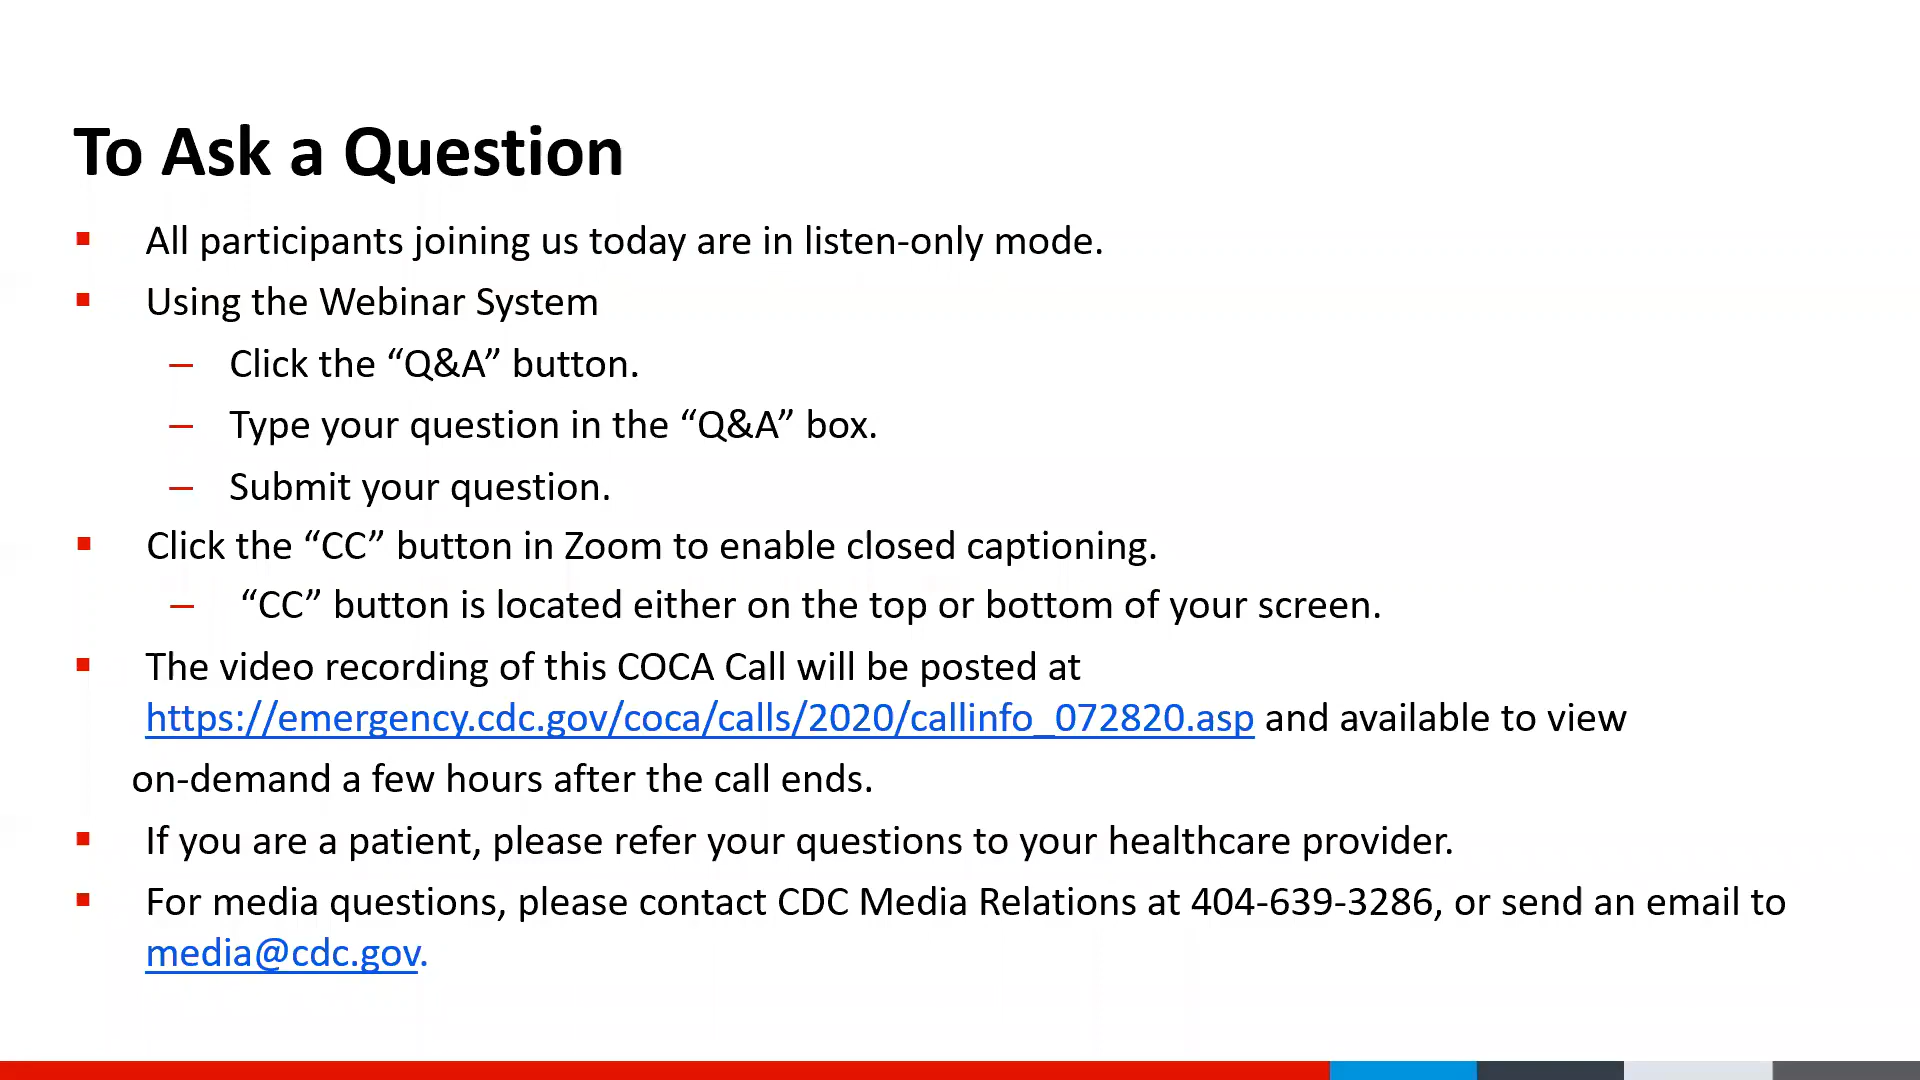 To Ask a Question
▪ All participants joining us today are in listen-only mode.
▪ Using the Webinar System
– Click the “Q&A” button.
– Type your question in the “Q&A” box.
– Submit your question.
▪ Click the “CC” button in Zoom to enable closed captioning.
– “CC” button is located either on the top or bottom of your screen.
▪ The video recording of this COCA Call will be posted at
https://emergency.cdc.gov/coca/calls/2020/callinfo_072820.asp and available to view
on-demand a few hours after the call ends.
▪ If you are a patient, please refer your questions to your healthcare provider.
▪ For media questions, please contact CDC Media Relations at 404-639-3286, or send an email to
media@cdc.gov.